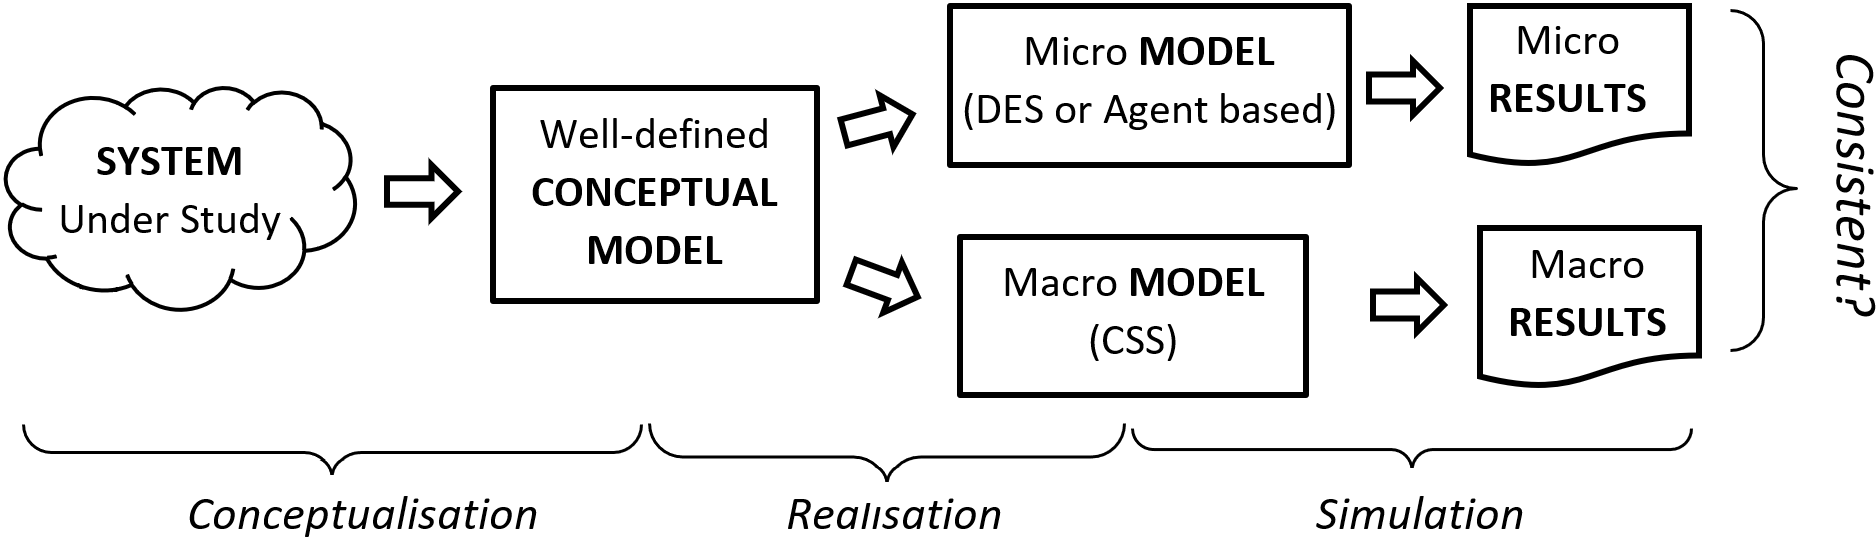 SYSTEM
Under Study
Well-defined
CONCEPTUAL
MODEL
Micro MODEL
(DES or Agent based)
Macro MODEL
(CSS)
Micro
RESULTS
Macro
RESULTS
Consistent?
Conceptualisation
Realisation
Simulation